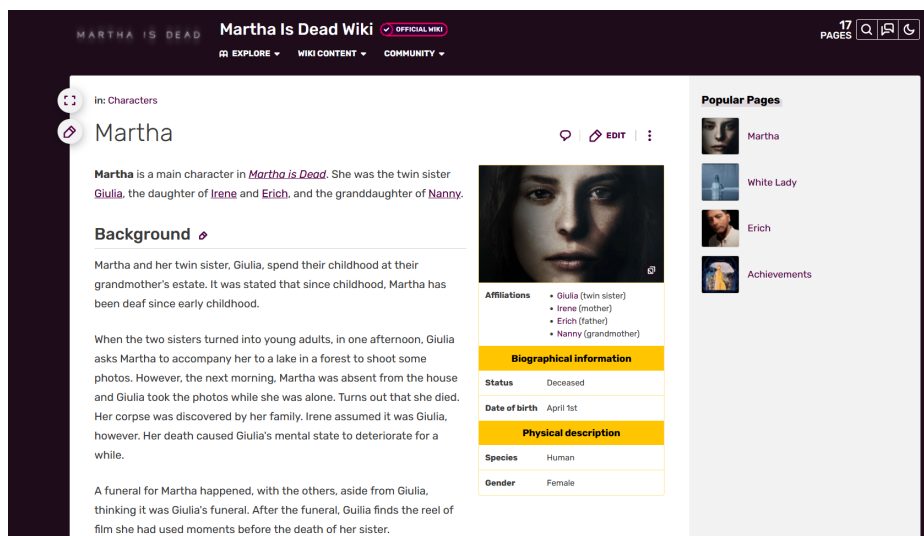 MARTHA IS DEAD
Martha Is Dead Wiki
OFFICIAL WIKI
EXPLORE
WIKI CONTENT
COMMUNITY
17
PAGES
in: Characters
Martha
EDIT
Martha is a main character in Martha is Dead. She was the twin sister
Giulia, the daughter of Irene and Erich, and the granddaughter of Nanny.
Background
Martha and her twin sister, Giulia, spend their childhood at their
grandmother's estate. It was stated that since childhood, Martha has
been deaf since early childhood.
When the two sisters turned into young adults, in one afternoon, Giulia
asks Martha to accompany her to a lake in a forest to shoot some
photos. However, the next morning, Martha was absent from the house
and Giulia took the photos while she was alone. Turns out that she died.
Her corpse was discovered by her family. Irene assumed it was Giulia,
however. Her death caused Giulia's mental state to deteriorate for a
while.
A funeral for Martha happened, with the others, aside from Giulia,
thinking it was Giulia's funeral. After the funeral, Guilia finds the reel of
film she had used moments before the death of her sister.
Affiliations
• Giulia (twin sister)
• Irene (mother)
• Erich (father)
• Nanny (grandmother)
Biographical information
Status Deceased
Date of birth April 1st
Physical description
Species Human
Gender Female
Popular Pages
Martha
White Lady
Erich
Achievements